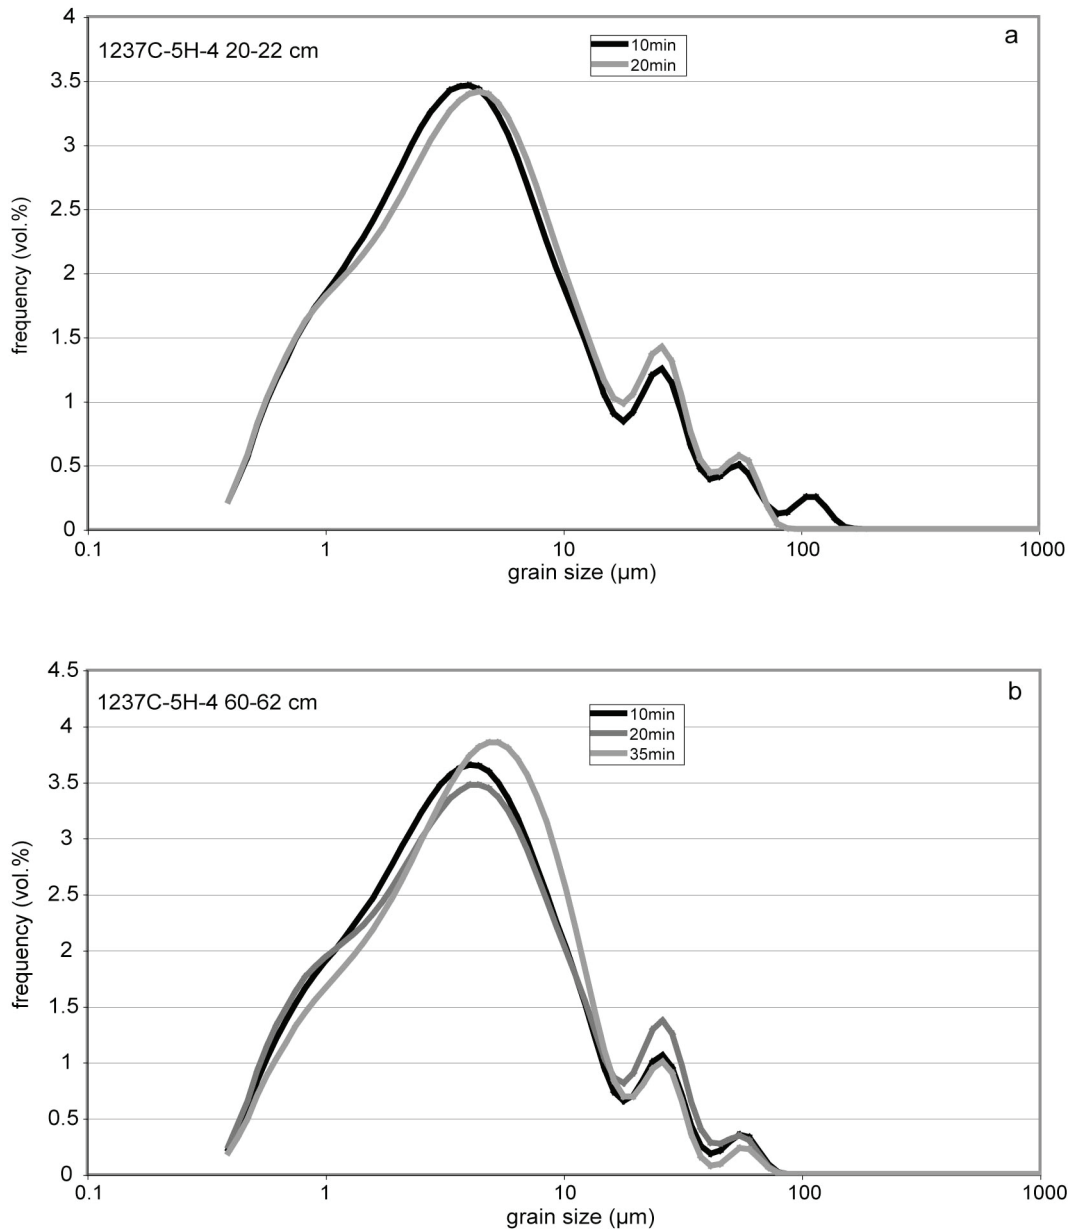 4
1237C-5H-4 20-22 cm
a
10min
20min
3.5
3
2.5
2
1.5
1
0.5
0
frequency (vol.%)
0.1 1 10 100 1000
grain size (µm)
4.5
1237C-5H-4 60-62 cm
b
10min
20min
35min
4
3.5
3
2.5
2
1.5
1
0.5
0
frequency (vol.%)
0.1 1 10 100 1000
grain size (µm)